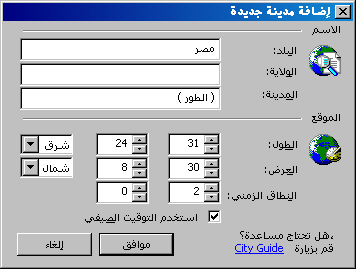 إضافة مدينة جديدة
الاسم
البلد: مصر
الولاية:
المدينة: ( الطور )
الموقع
الطول: 31 24 شرق
العرض: 30 8 شمال
النطاق الزمني: 2 0
استخدم التوقيت الصيفي
هل تحتاج مساعدة؟،
قم بزيارة City Guide
موافق إلغاء